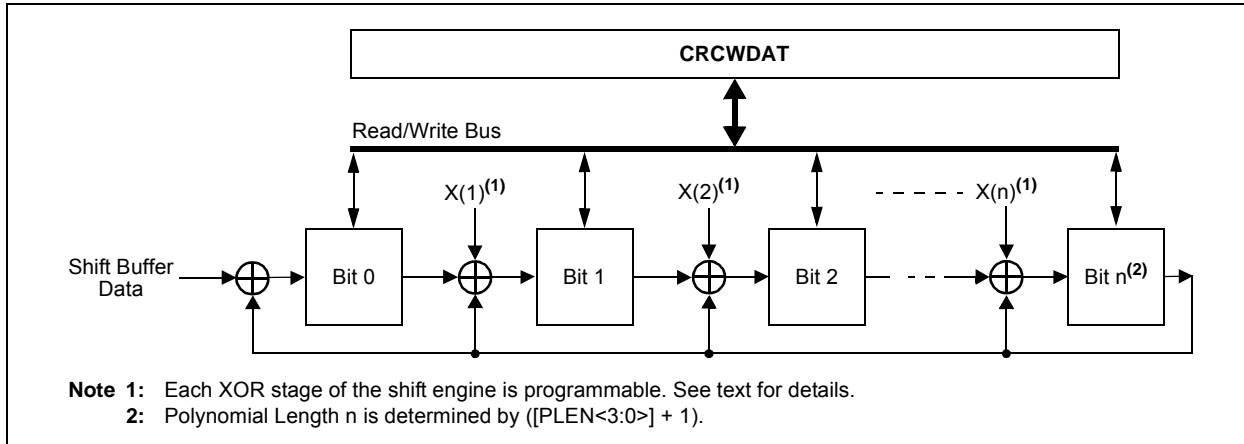 CRCWDAT
Read/Write Bus
X(1)(1) X(2)(1) X(n)(1)
Shift Buffer
Data
Bit 0 Bit 1 Bit 2 Bit n(2)
Note 1: Each XOR stage of the shift engine is programmable. See text for details.
2: Polynomial Length n is determined by ([PLEN<3:0>] + 1).